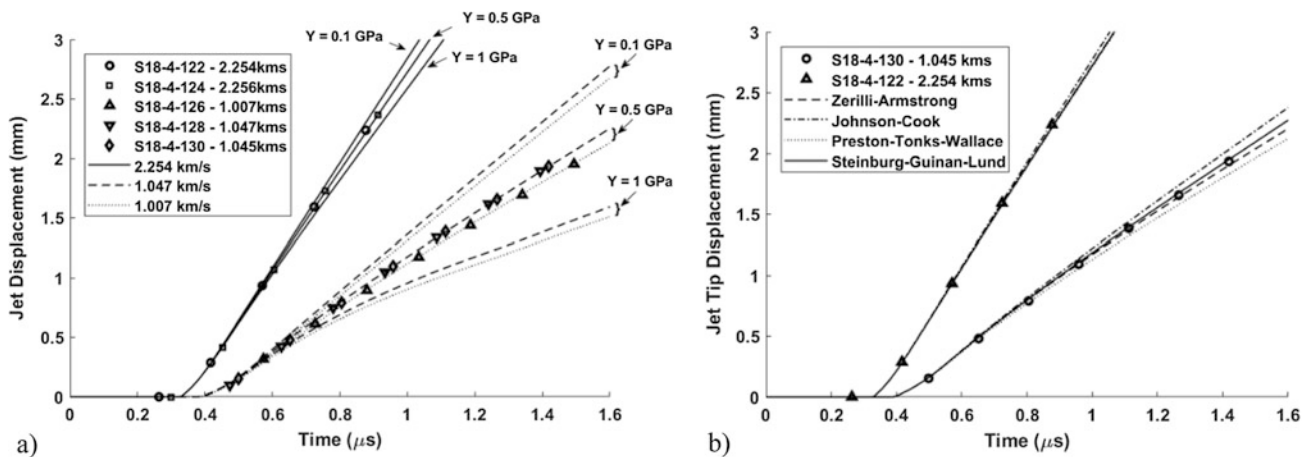 Y = 0.5 GPa
Y = 0.1 GPa
Y = 1 GPa
Y = 0.1 GPa
Y = 0.5 GPa
Y = 1 GPa
S18-4-122 - 2.254kms
S18-4-124 - 2.256kms
S18-4-126 - 1.007kms
S18-4-128 - 1.047kms
S18-4-130 - 1.045kms
2.254 km/s
1.047 km/s
1.007 km/s
Jet Displacement (mm)
3
2.5
2
1.5
1
0.5
0
0 0.2 0.4 0.6 0.8 1 1.2 1.4 1.6
Time (μs)
a)
S18-4-130 - 1.045 kms
S18-4-122 - 2.254 kms
Zerilli-Armstrong
Johnson-Cook
Preston-Tonks-Wallace
Steinburg-Guinan-Lund
Jet Tip Displacement (mm)
3
2.5
2
1.5
1
0.5
0
0 0.2 0.4 0.6 0.8 1 1.2 1.4 1.6
Time (μs)
b)